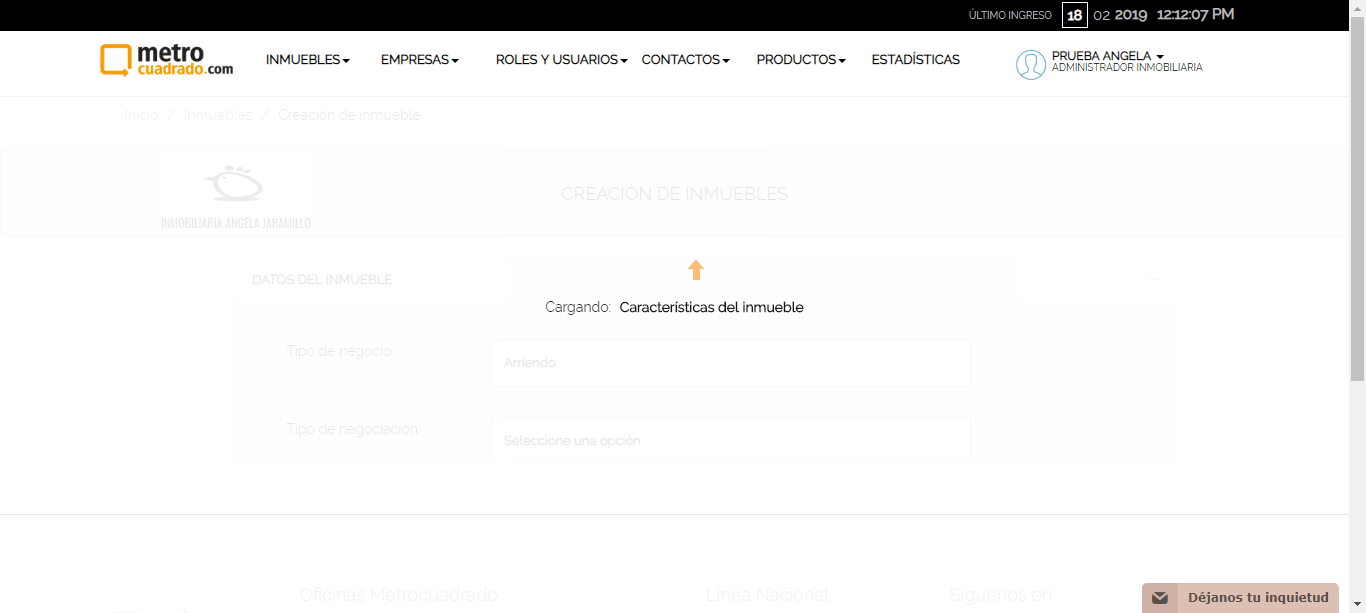 ÚLTIMO INGRESO 18 02 2019 12:12:07 PM
metro
cuadrado.com
INMUEBLES EMPRESAS ROLES Y USUARIOS CONTACTOS PRODUCTOS ESTADÍSTICAS
PRUEBA ANGELA
ADMINISTRADOR INMOBILIARIA
Inicio / Inmuebles / Creación de inmueble
INMOBILIARIA ANGELA JARAMILLO
CREACIÓN DE INMUEBLES
DATOS DEL INMUEBLE
Cargando: Características del inmueble
* Tipo de negocio: Arriendo
Tipo de negociación: Seleccione una opción
Oficinas Metrocuadrado Línea Nacional Síguenos en
Déjanos tu inquietud